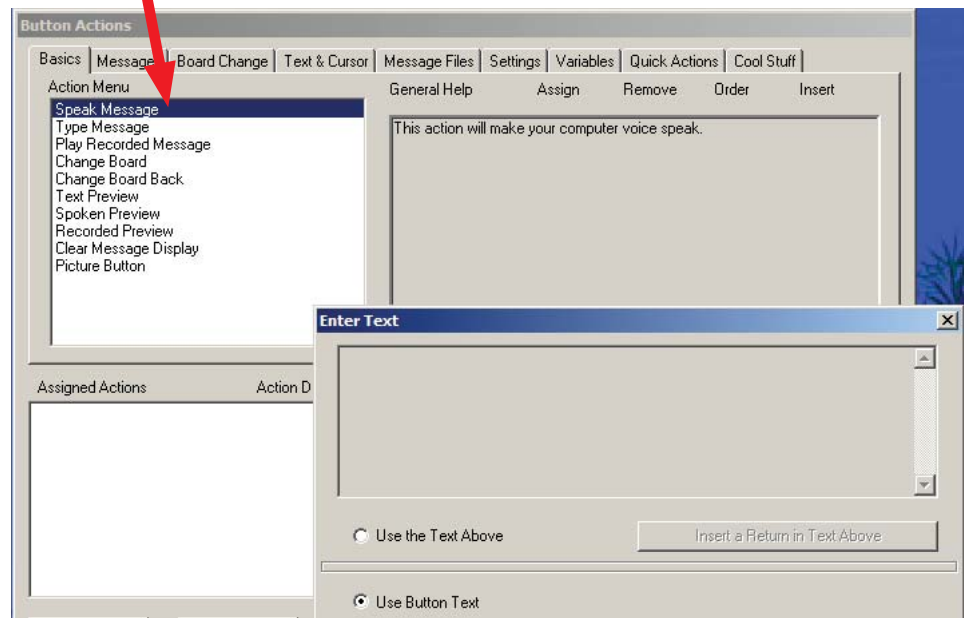 Button Actions
Basics
Message
Board Change
Text & Cursor
Message Files
Settings
Variables
Quick Actions
Cool Stuff
Action Menu
Speak Message
Type Message
Play Recorded Message
Change Board
Change Board Back
Text Preview
Spoken Preview
Recorded Preview
Clear Message Display
Picture Button
General Help
Assign
Remove
Order
Insert
This action will make your computer voice speak.
Assigned Actions
Action D
Enter Text
Use the Text Above
Insert a Return in Text Above
Use Button Text